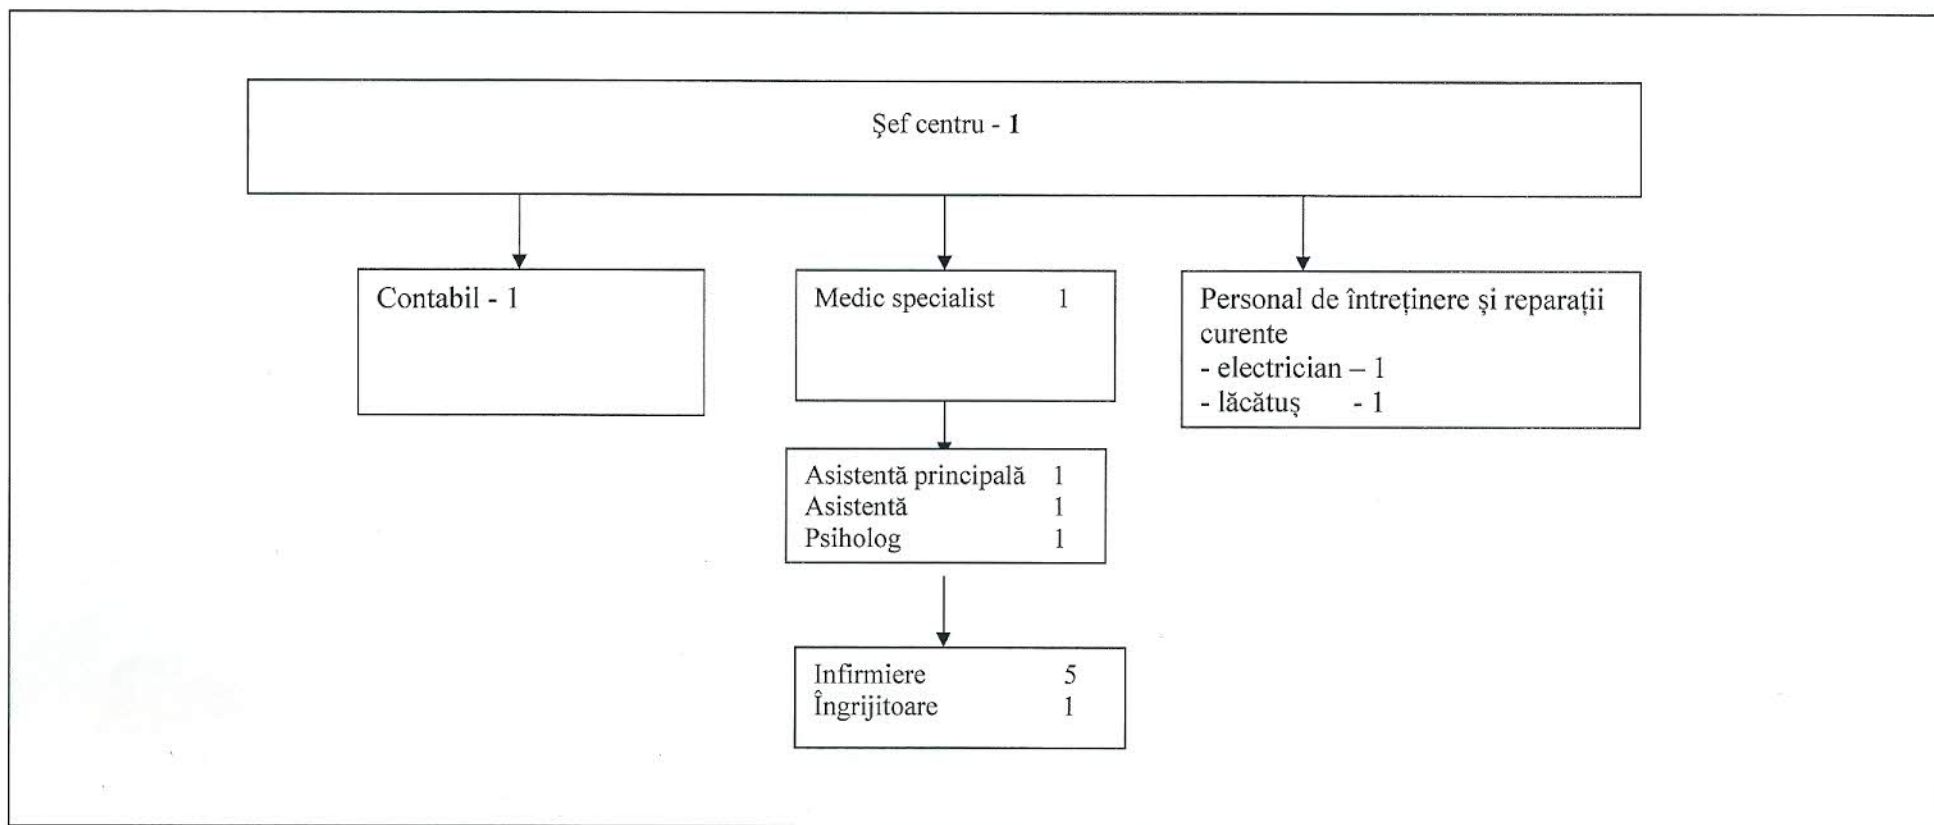 Şef centru - 1
Contabil - 1
Medic specialist 1
Personal de întreținere și reparații
curente
- electrician – 1
- lăcătuș - 1
Asistentă principală 1
Asistentă 1
Psiholog 1
Infirmiere 5
Îngrijitoare 1